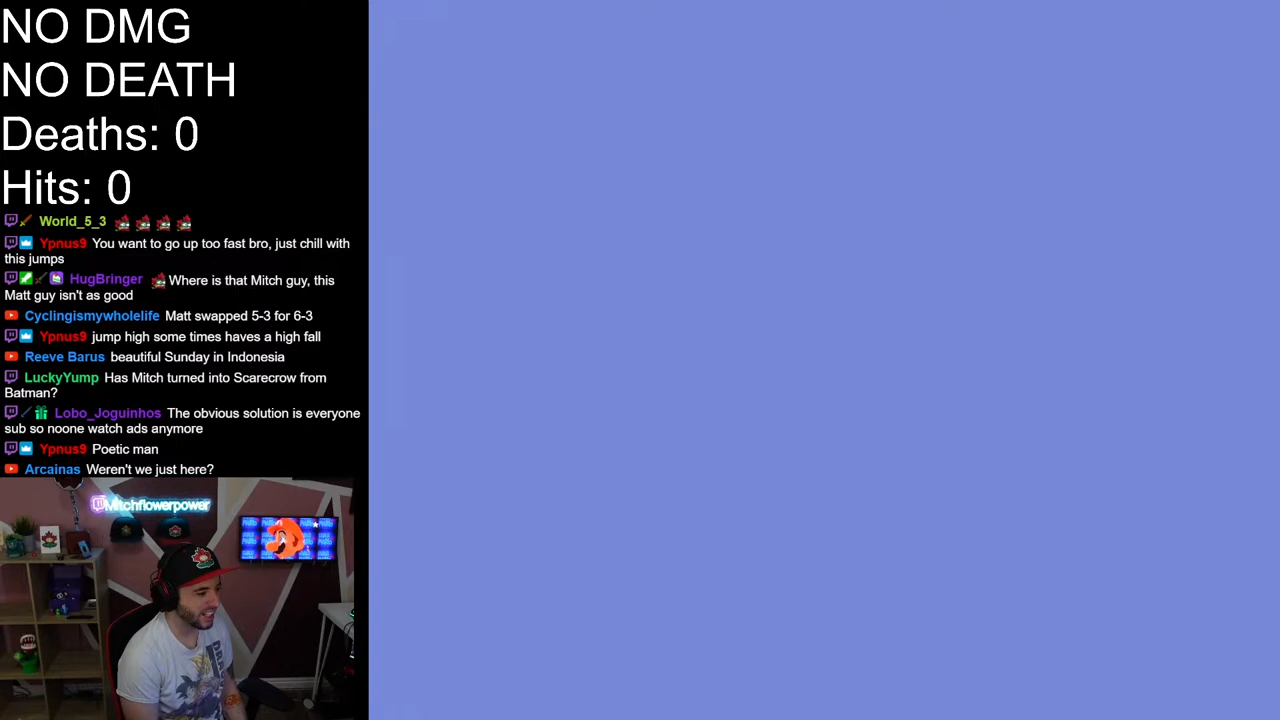 NO DMG
NO DEATH
Deaths: 0
Hits: 0
World_5_3
Ypnus9 You want to go up too fast bro, just chill with
this jumps
HugBringer Where is that Mitch guy, this
Matt guy isn't as good
Cyclingismywholelife Matt swapped 5-3 for 6-3
Ypnus9 jump high some times haves a high fall
Reeve Barus beautiful Sunday in Indonesia
LuckyYump Has Mitch turned into Scarecrow from
Batman?
Lobo_Joguinhos The obvious solution is everyone
sub so noone watch ads anymore
Ypnus9 Poetic man
Arcainas Weren't we just here?
Mitchflowerpower